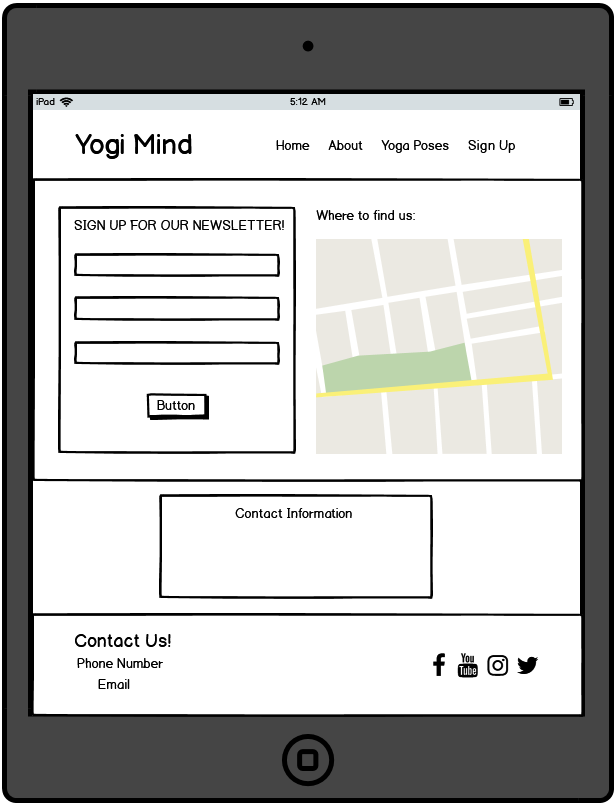 iPad 5:12 AM
Yogi Mind
Home About Yoga Poses Sign Up
SIGN UP FOR OUR NEWSLETTER!
Button
Where to find us:
Contact Information
Contact Us!
Phone Number
Email
You
Tube